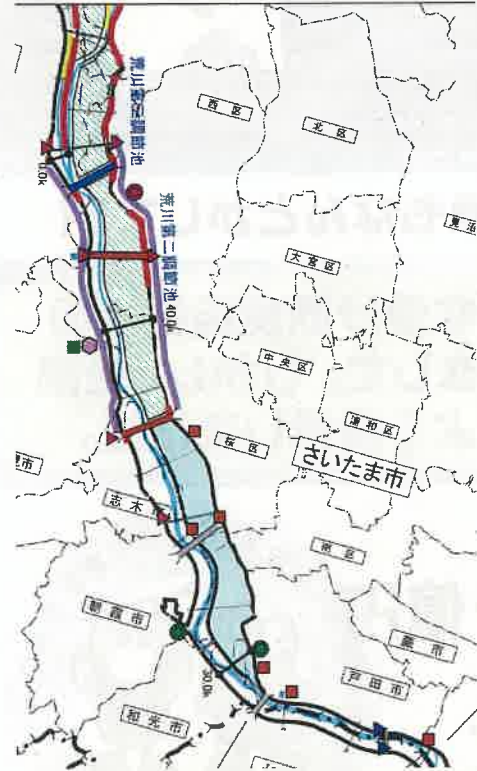 西区
北区
見沼
荒川第三調節池
荒川第二調節池
40.0k
大宮区
中央区
浦和区
桜区
さいたま市
南区
志木
朝霞市
30.0k
和光市
蕨市
戸田市